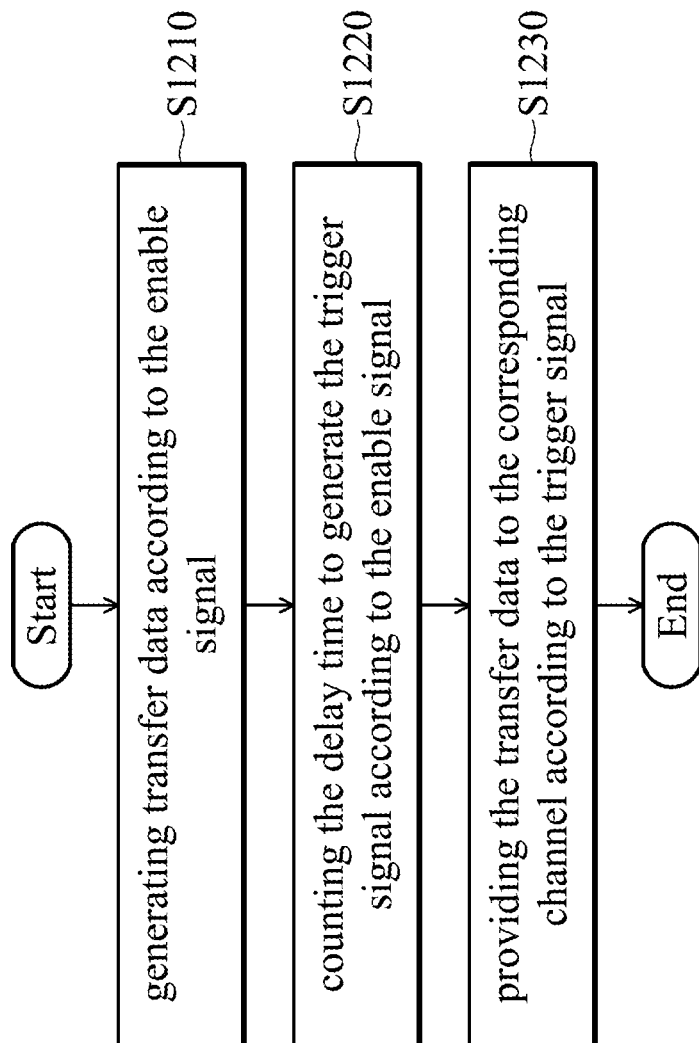 Start
generating transfer data according to the enable
signal
S1210
counting the delay time to generate the trigger
signal according to the enable signal
S1220
providing the transfer data to the corresponding
channel according to the trigger signal
S1230
End